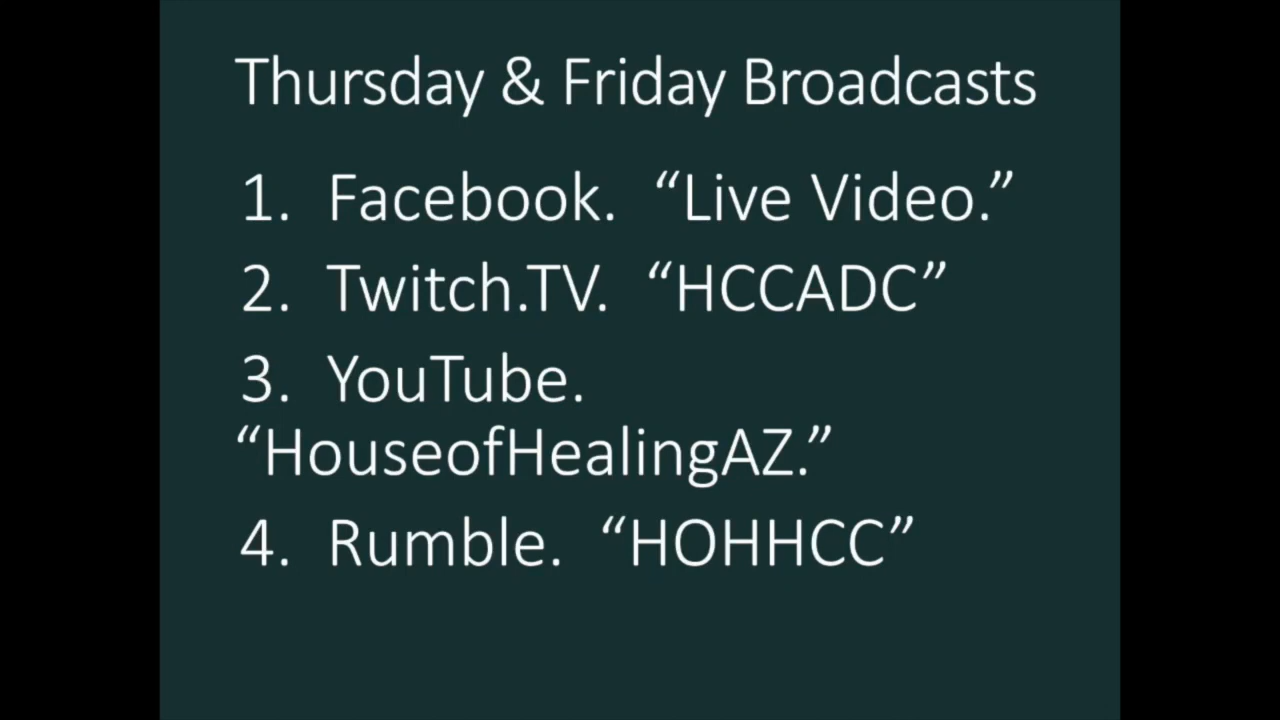 Thursday & Friday Broadcasts
1. Facebook. “Live Video.”
2. Twitch.TV. “HCCADC”
3. YouTube.
“HouseofHealingAZ.”
4. Rumble. “HOHHCC”